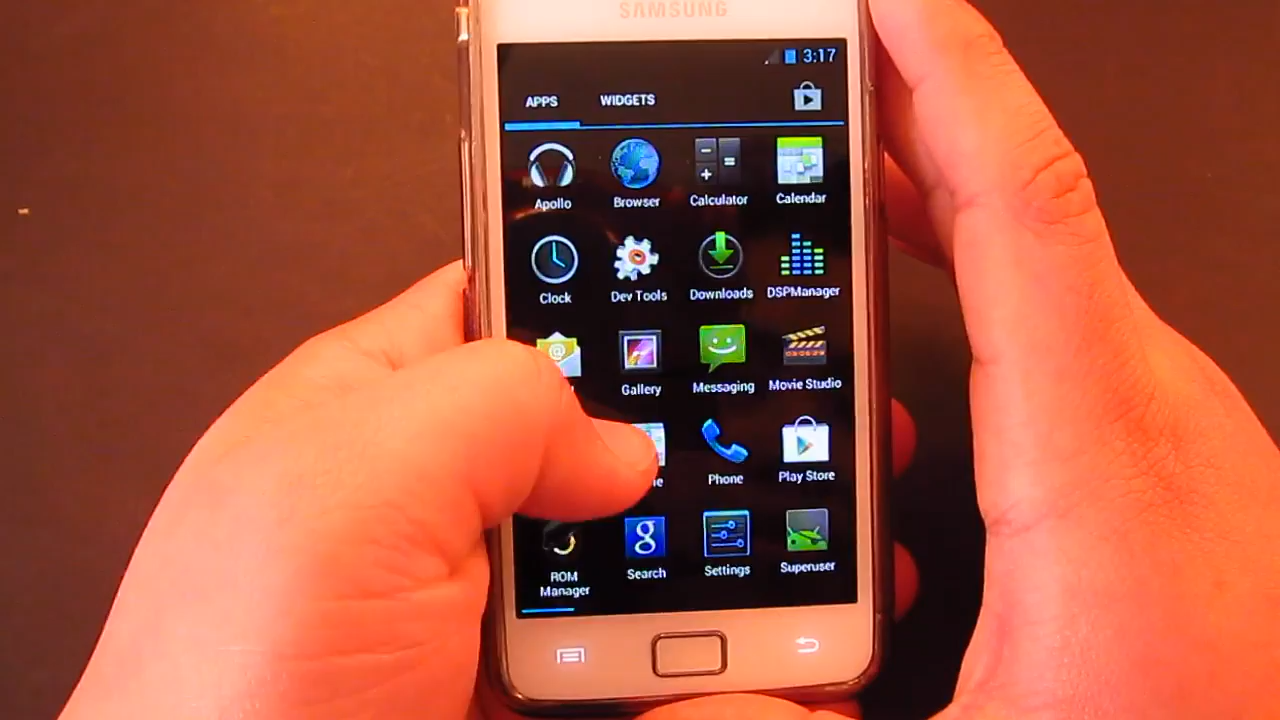 SAMSUNG
3:17
APPS WIDGETS
Apollo Browser Calculator Calendar
Clock Dev Tools Downloads DSPManager
Gallery Messaging Movie Studio
Phone Play Store
ROM Manager Search Settings Superuser